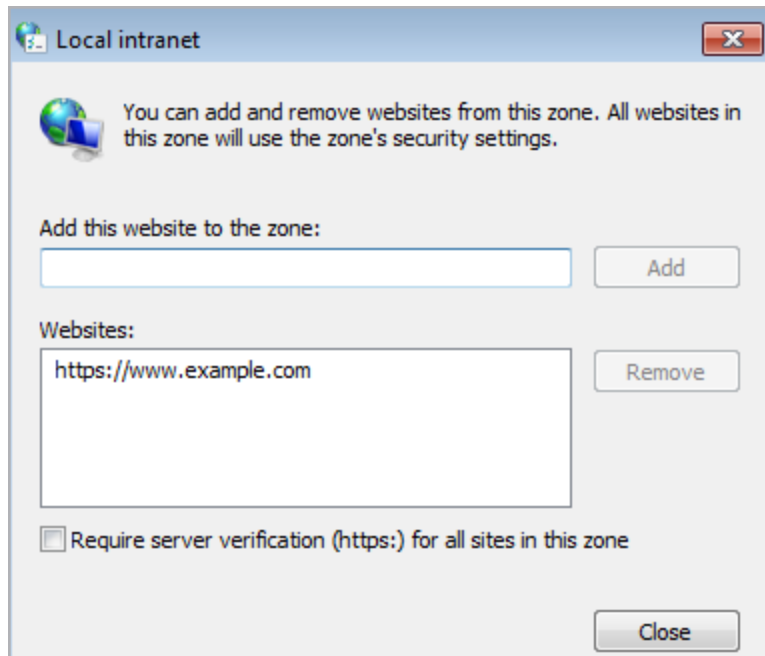 Local intranet
You can add and remove websites from this zone. All websites in
this zone will use the zone's security settings.
Add this website to the zone:
Add
Websites:
https://www.example.com
Remove
Require server verification (https:) for all sites in this zone
Close